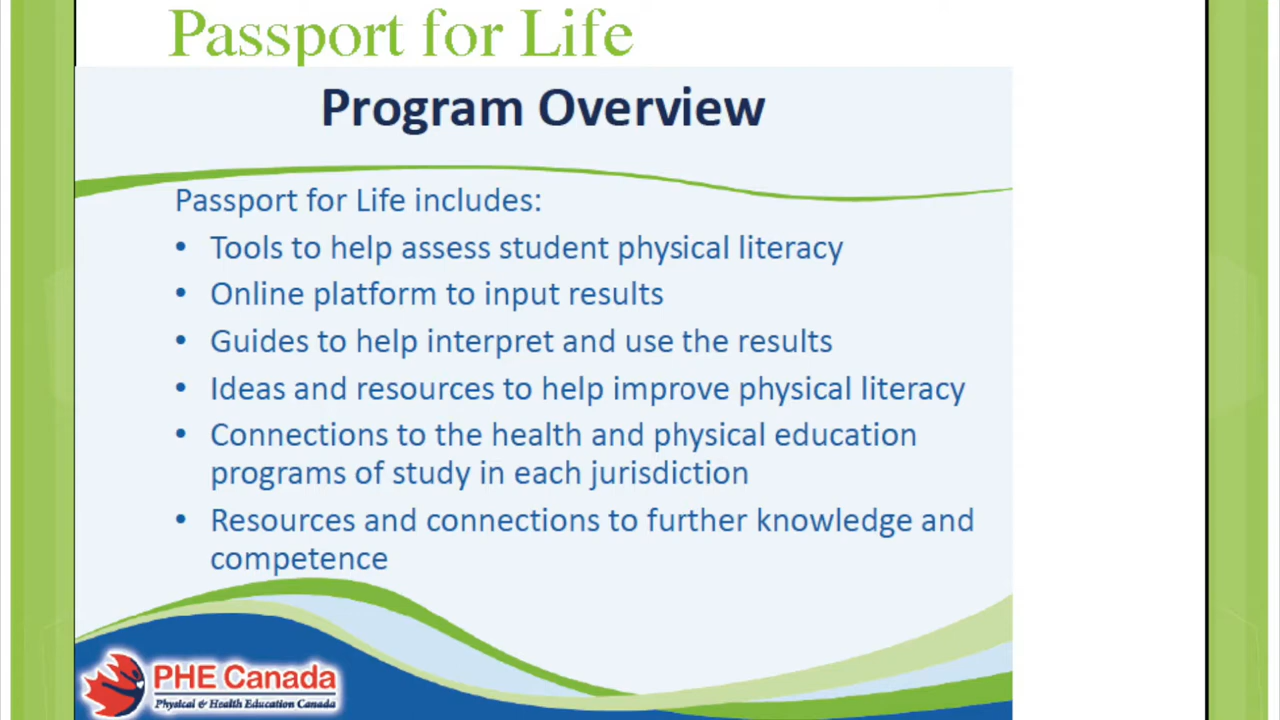 Passport for Life
Program Overview
Passport for Life includes:
• Tools to help assess student physical literacy
• Online platform to input results
• Guides to help interpret and use the results
• Ideas and resources to help improve physical literacy
• Connections to the health and physical education
programs of study in each jurisdiction
• Resources and connections to further knowledge and
competence
PHE Canada
Physical & Health Education Canada